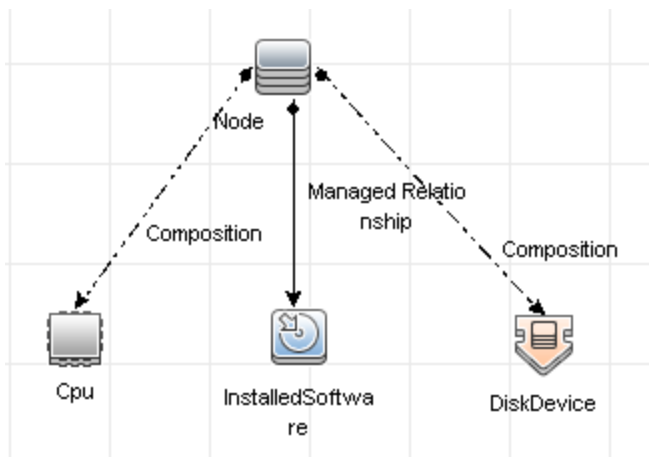 Node
Managed Relatio
nship
Composition
Composition
Cpu
InstalledSoftwa
re
DiskDevice